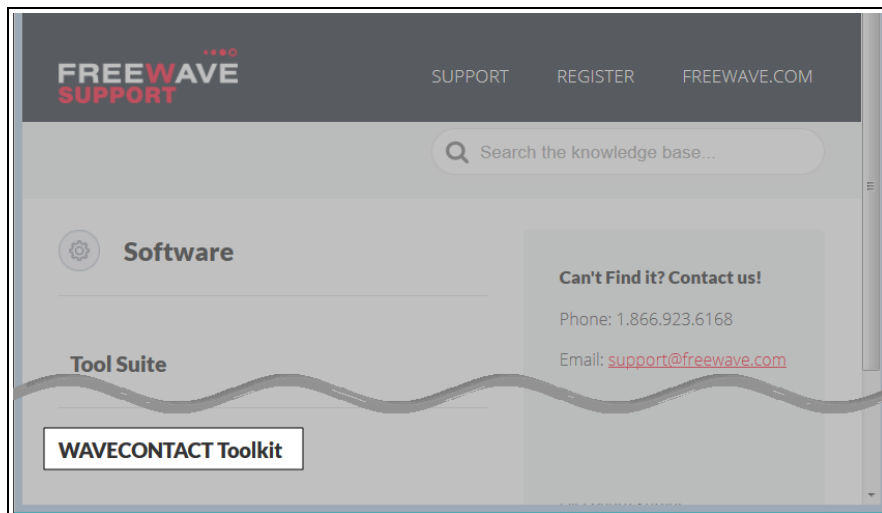 FREEWAVE
SUPPORT
SUPPORT REGISTER FREEWAVE.COM
Search the knowledge base...
Software
Tool Suite
WAVECONTACT Toolkit
Can't Find it? Contact us!
Phone: 1.866.923.6168
Email: support@freewave.com